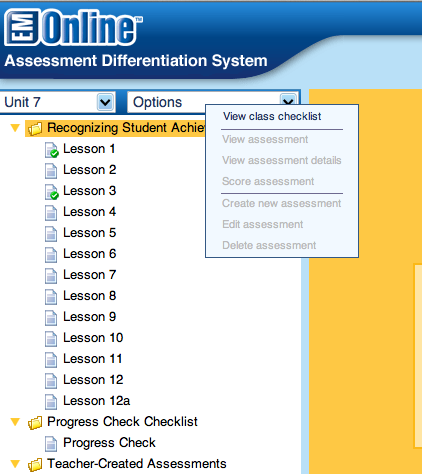 EM Online™
Assessment Differentiation System
Unit 7
Options
View class checklist
View assessment
View assessment details
Score assessment
Create new assessment
Edit assessment
Delete assessment
Recognizing Student Achie
Lesson 1
Lesson 2
Lesson 3
Lesson 4
Lesson 5
Lesson 6
Lesson 7
Lesson 8
Lesson 9
Lesson 10
Lesson 11
Lesson 12
Lesson 12a
Progress Check Checklist
Progress Check
Teacher-Created Assessments